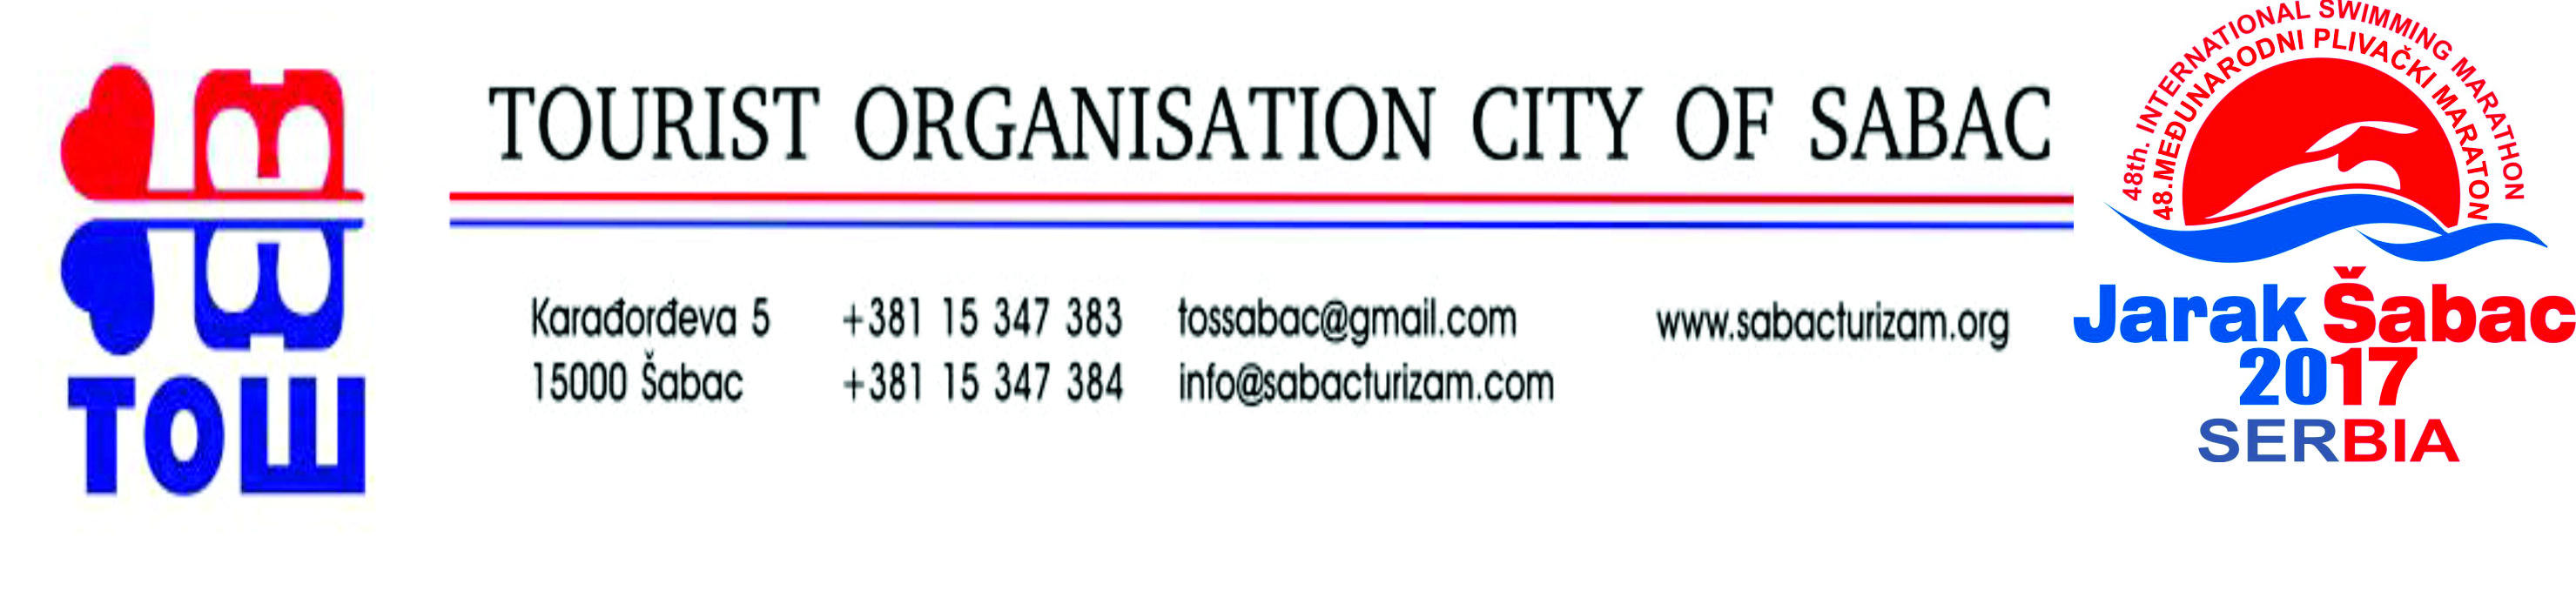 ТОШ
TOURIST ORGANISATION CITY OF SABAC
Karađorđeva 5
15000 Šabac
+381 15 347 383
+381 15 347 384
tossabac@gmail.com
info@sabacturizam.com
www.sabacturizam.org
48th. INTERNATIONAL SWIMMING MARATHON
48.MEĐUNARODNI PLIVAČKI MARATON
Jarak Šabac
2017
SERBIA